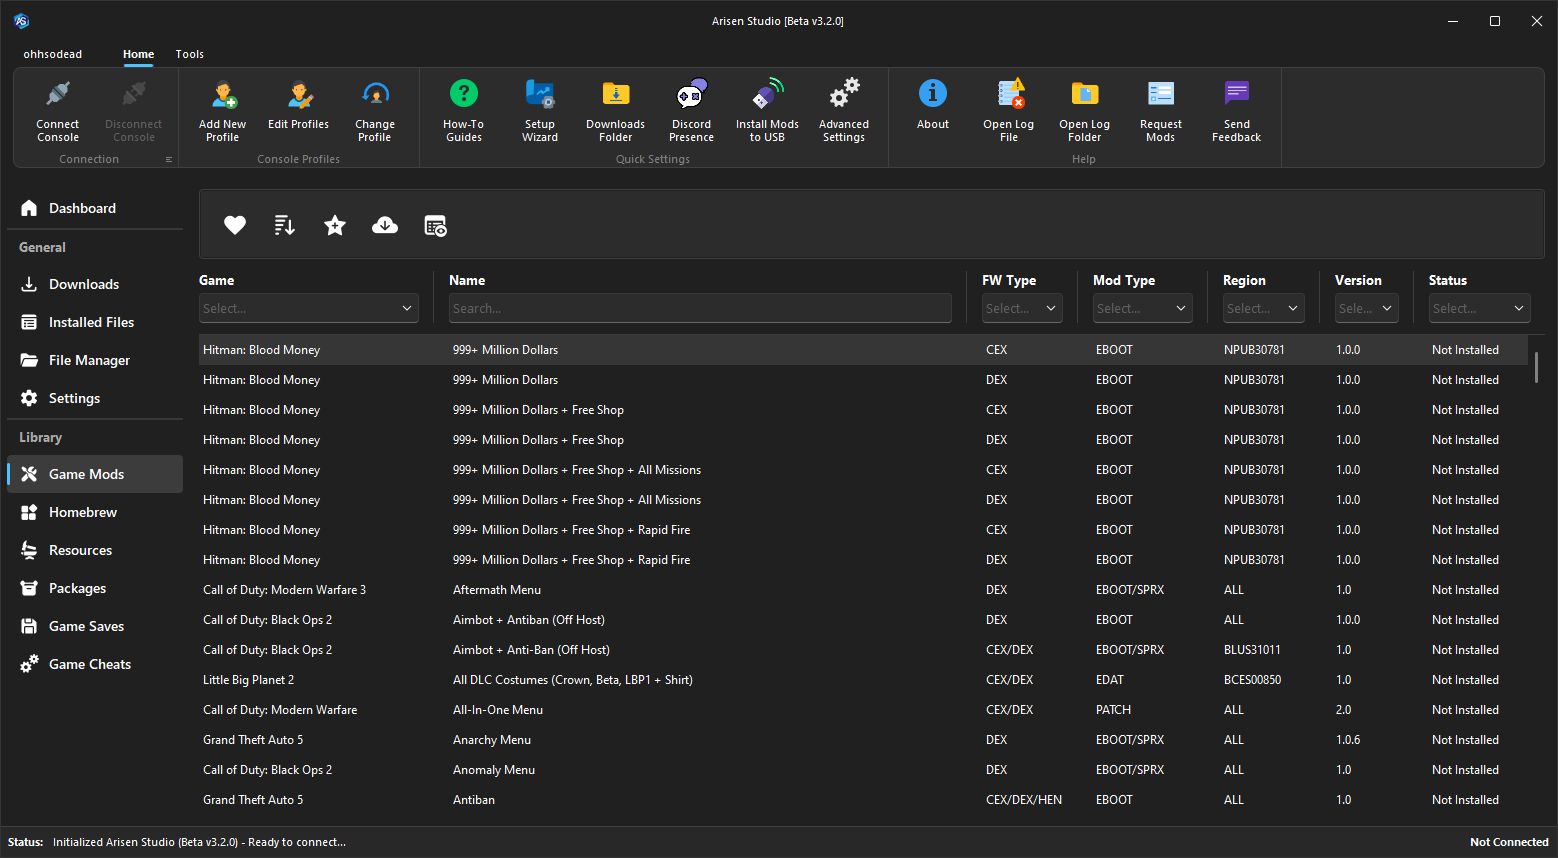 Arisen Studio [Beta v3.2.0]
ohhsodead Home Tools
Connect Console
Disconnect Console
Connection
Add New Profile
Edit Profiles
Change Profile
Console Profiles
How-To Guides
Setup Wizard
Downloads Folder
Discord Presence
Install Mods to USB
Advanced Settings
Quick Settings
About
Open Log File
Open Log Folder
Request Mods
Send Feedback
Help
Dashboard
General
Downloads
Installed Files
File Manager
Settings
Library
Game Mods
Homebrew
Resources
Packages
Game Saves
Game Cheats
Game Name FW Type Mod Type Region Version Status
Select... Search... Select... Select... Select... Sele... Select...
Hitman: Blood Money 999+ Million Dollars CEX EBOOT NPUB30781 1.0.0 Not Installed
Hitman: Blood Money 999+ Million Dollars DEX EBOOT NPUB30781 1.0.0 Not Installed
Hitman: Blood Money 999+ Million Dollars + Free Shop CEX EBOOT NPUB30781 1.0.0 Not Installed
Hitman: Blood Money 999+ Million Dollars + Free Shop DEX EBOOT NPUB30781 1.0.0 Not Installed
Hitman: Blood Money 999+ Million Dollars + Free Shop + All Missions CEX EBOOT NPUB30781 1.0.0 Not Installed
Hitman: Blood Money 999+ Million Dollars + Free Shop + All Missions DEX EBOOT NPUB30781 1.0.0 Not Installed
Hitman: Blood Money 999+ Million Dollars + Free Shop + Rapid Fire CEX EBOOT NPUB30781 1.0.0 Not Installed
Hitman: Blood Money 999+ Million Dollars + Free Shop + Rapid Fire DEX EBOOT NPUB30781 1.0.0 Not Installed
Call of Duty: Modern Warfare 3 Aftermath Menu DEX EBOOT/SPRX ALL 1.0 Not Installed
Call of Duty: Black Ops 2 Aimbot + Antiban (Off Host) DEX EBOOT ALL 1.0.0 Not Installed
Call of Duty: Black Ops 2 Aimbot + Anti-Ban (Off Host) CEX/DEX EBOOT/SPRX BLUS31011 1.0 Not Installed
Little Big Planet 2 All DLC Costumes (Crown, Beta, LBP1 + Shirt) CEX/DEX EDAT BCES00850 1.0 Not Installed
Call of Duty: Modern Warfare All-In-One Menu CEX/DEX PATCH ALL 2.0 Not Installed
Grand Theft Auto 5 Anarchy Menu DEX EBOOT/SPRX ALL 1.0.6 Not Installed
Call of Duty: Black Ops 2 Anomaly Menu DEX EBOOT/SPRX ALL 1.0 Not Installed
Grand Theft Auto 5 Antiban CEX/DEX/HEN EBOOT ALL 1.0 Not Installed
Status: Initialized Arisen Studio (Beta v3.2.0) - Ready to connect... Not Connected